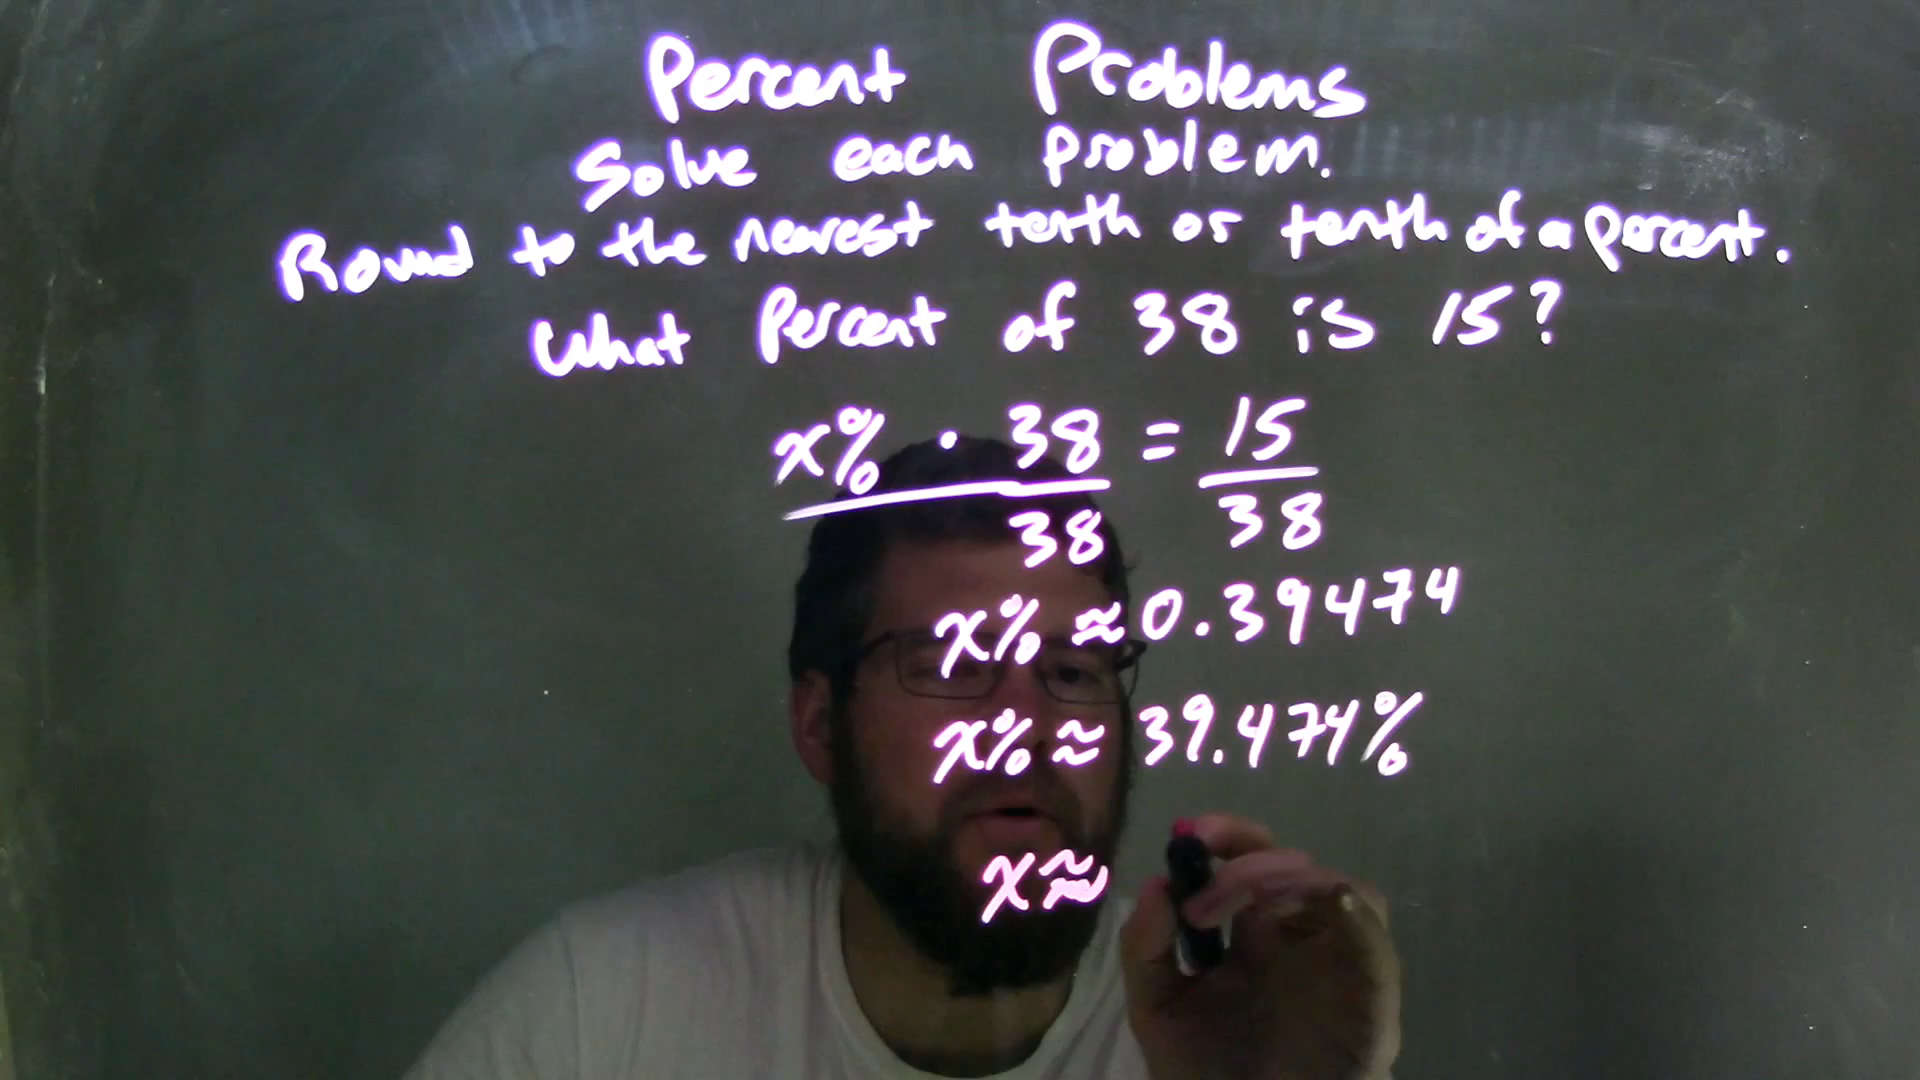 Percent Problems
Solve each problem.
Round to the nearest tenth or tenth of a percent.
What Percent of 38 is 15?
x% · 38 = 15
38 38
x% ≈ 0.39474
x% ≈ 39.474%
x ≈